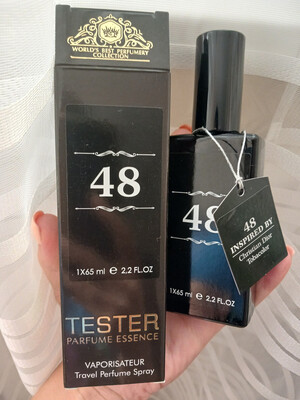 WORLD'S BEST PERFUMERY
COLLECTION
48
1X65 ml e 2.2 FL.OZ
TESTER
PARFUME ESSENCE
VAPORISATEUR
Travel Perfume Spray
48
1X65 ml e 2.2 FL.OZ
48
INSPIRED BY
Christian Dior
Tobacolor